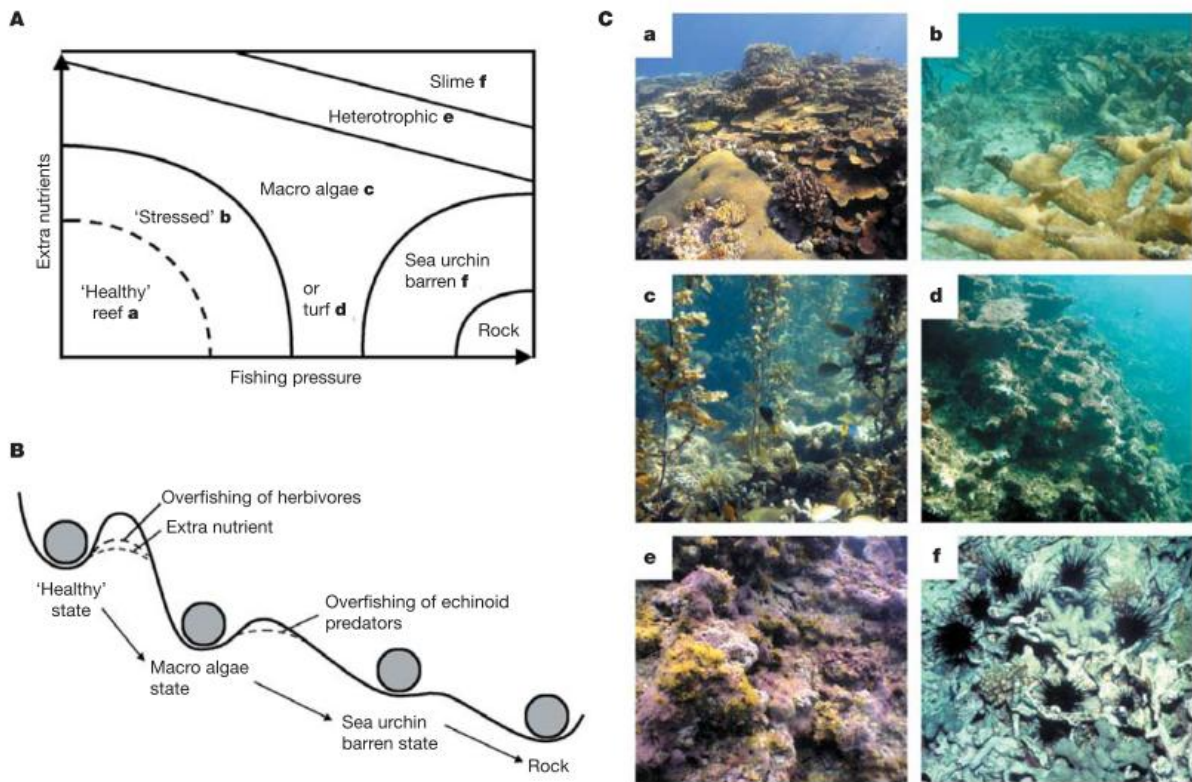 A
Extra nutrients
Slime f
Heterotrophic e
Macro algae c
'Stressed' b
'Healthy'
reef a
or
turf d
Sea urchin
barren f
Rock
Fishing pressure
B
Overfishing of herbivores
Extra nutrient
'Healthy'
state
Overfishing of echinoid
predators
Macro algae
state
Sea urchin
barren state
Rock
C
a
b
c
d
e
f